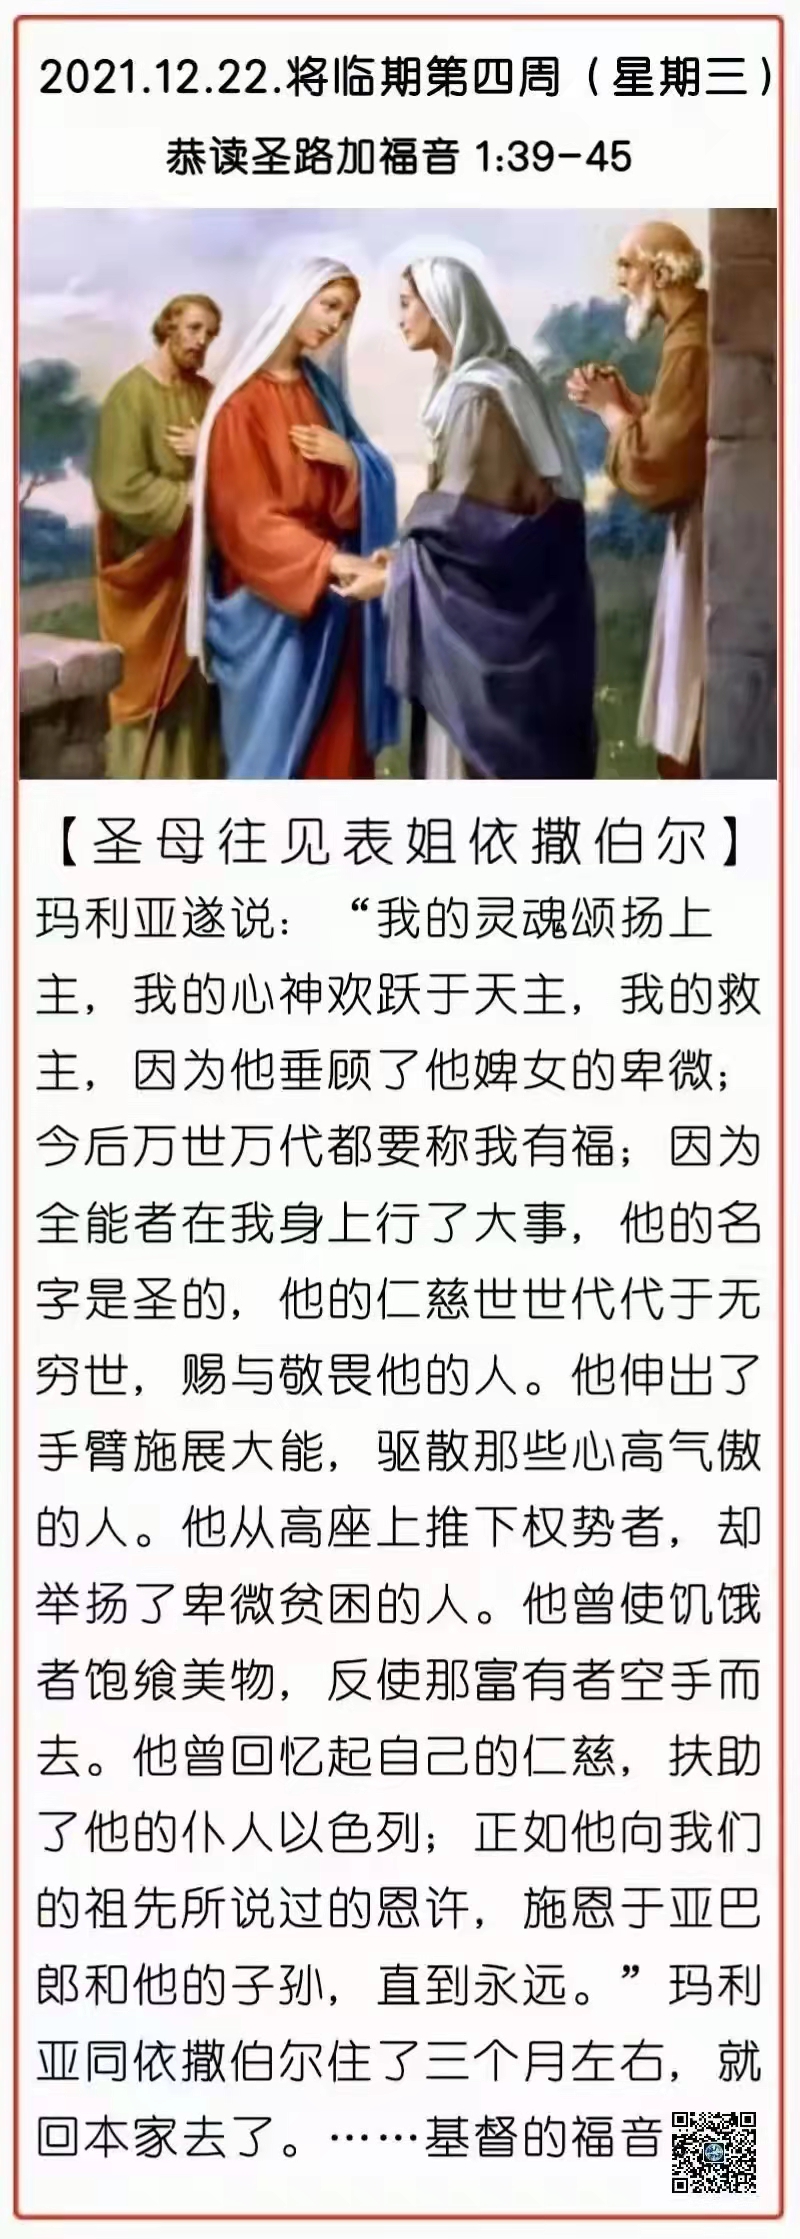 2021.12.22.将临期第四周（星期三）
恭读圣路加福音 1:39-45
【圣母往见表姐依撒伯尔】
玛利亚遂说：“我的灵魂颂扬上
主，我的心神欢跃于天主，我的救
主，因为他垂顾了他婢女的卑微；
今后万世万代都要称我有福；因为
全能者在我身上行了大事，他的名
字是圣的，他的仁慈世世代代于无
穷世，赐与敬畏他的人。他伸出了
手臂施展大能，驱散那些心高气傲
的人。他从高座上推下权势者，却
举扬了卑微贫困的人。他曾使饥饿
者饱飨美物，反使那富有者空手而
去。他曾回忆起自己的仁慈，扶助
了他的仆人以色列；正如他向我们
的祖先所说过的恩许，施恩于亚巴
郎和他的子孙，直到永远。”玛利
亚同依撒伯尔住了三个月左右，就
回本家去了。……基督的福音